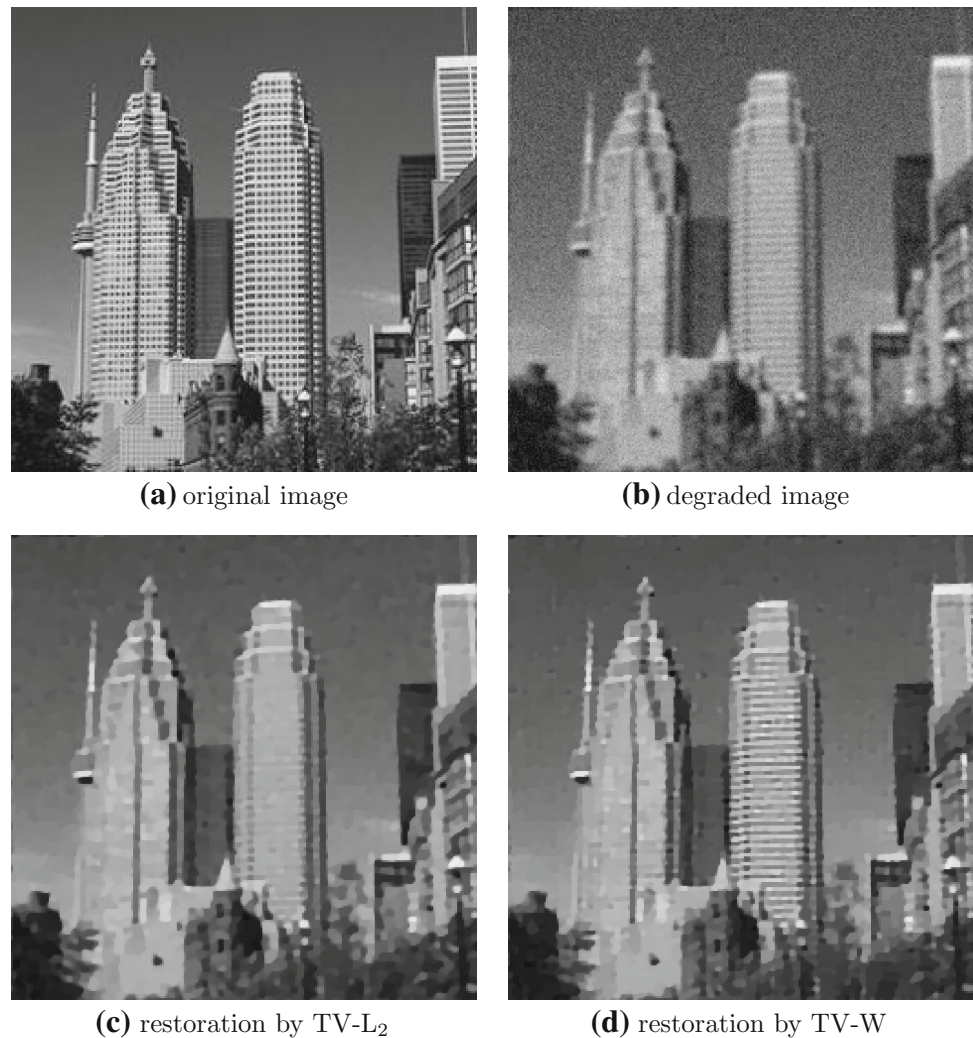 (a) original image
(b) degraded image
(c) restoration by TV-L₂
(d) restoration by TV-W